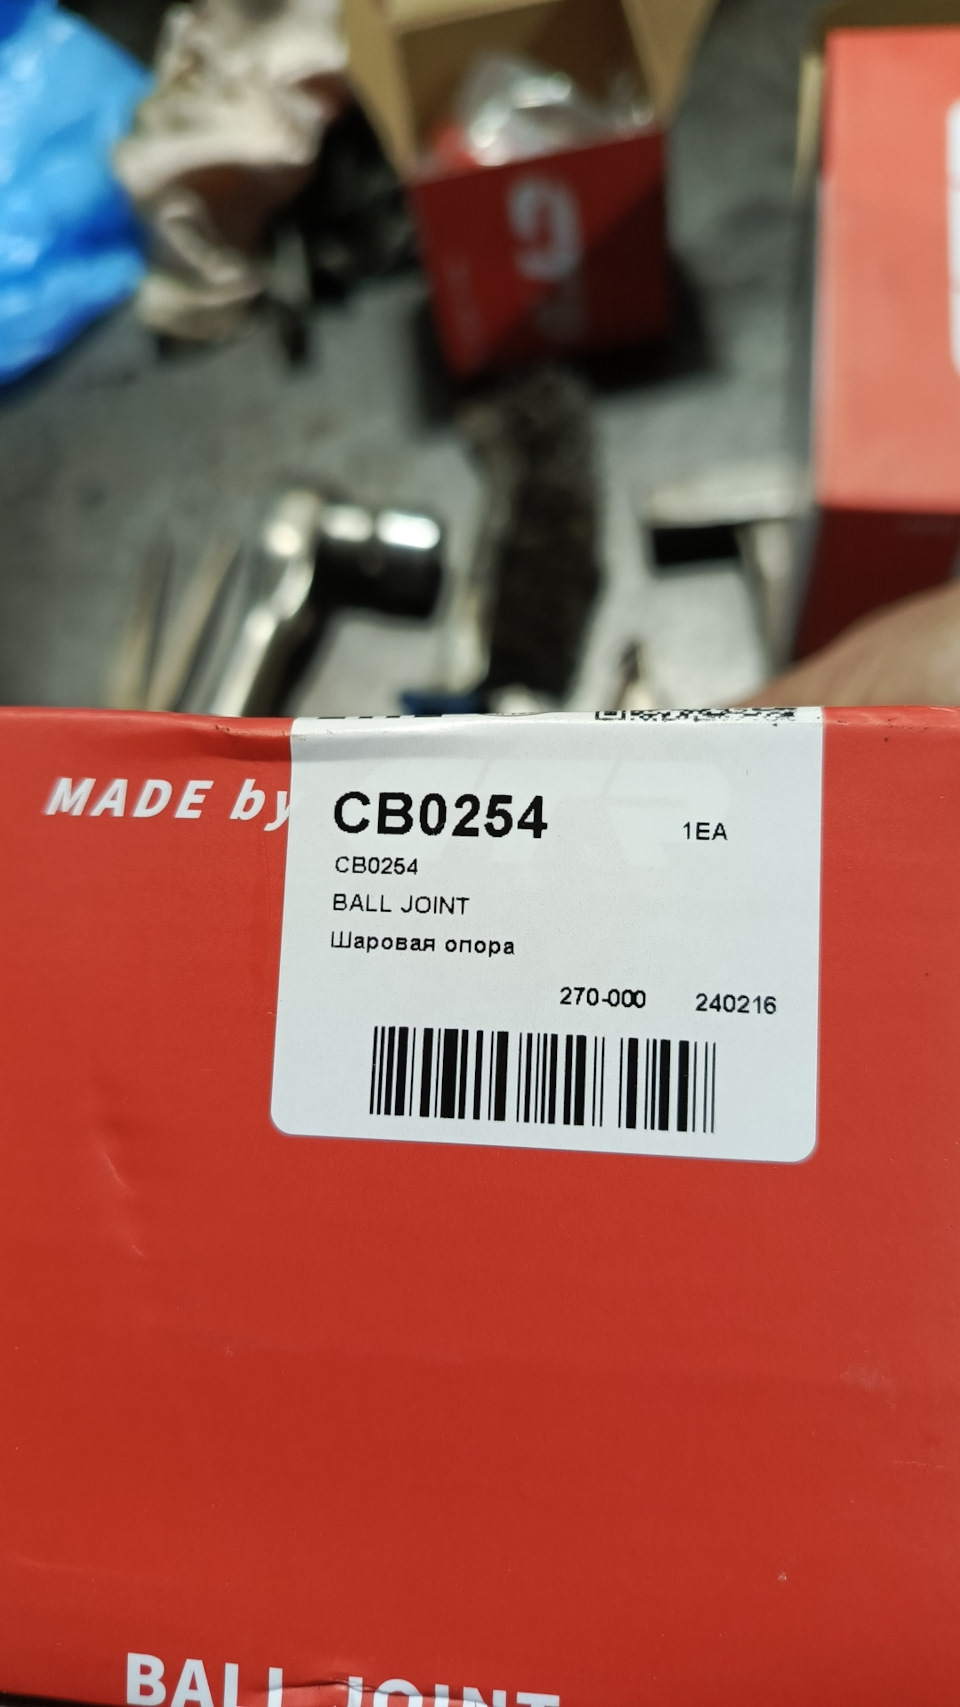 MADE by
CB0254
1EA
CB0254
BALL JOINT
Шаровая опора
270-000 240216
BALL JOINT